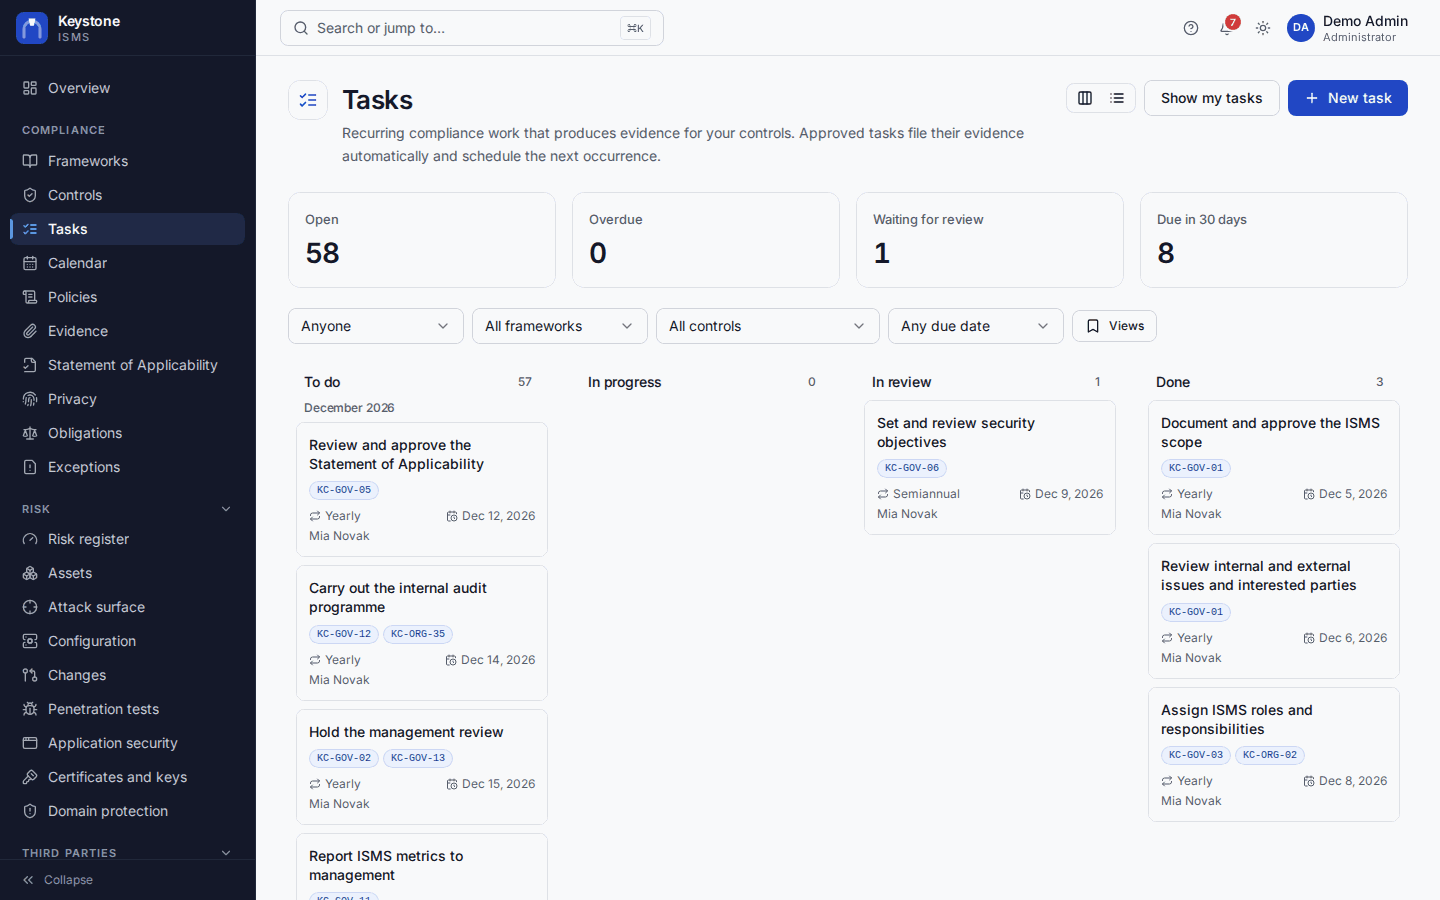 Keystone
ISMS
Search or jump to...
⌘K
7
DA
Demo Admin
Administrator
Overview
COMPLIANCE
Frameworks
Controls
Tasks
Calendar
Policies
Evidence
Statement of Applicability
Privacy
Obligations
Exceptions
RISK
Risk register
Assets
Attack surface
Configuration
Changes
Penetration tests
Application security
Certificates and keys
Domain protection
THIRD PARTIES
Collapse
Tasks
Recurring compliance work that produces evidence for your controls. Approved tasks file their evidence
automatically and schedule the next occurrence.
Show my tasks
New task
Open
58
Overdue
0
Waiting for review
1
Due in 30 days
8
Anyone
All frameworks
All controls
Any due date
Views
To do 57
December 2026
Review and approve the
Statement of Applicability
KC-GOV-05
Yearly Dec 12, 2026
Mia Novak
Carry out the internal audit
programme
KC-GOV-12 KC-ORG-35
Yearly Dec 14, 2026
Mia Novak
Hold the management review
KC-GOV-02 KC-GOV-13
Yearly Dec 15, 2026
Mia Novak
Report ISMS metrics to
management
KC-GOV-11
In progress 0
In review 1
Set and review security
objectives
KC-GOV-06
Semiannual Dec 9, 2026
Mia Novak
Done 3
Document and approve the ISMS
scope
KC-GOV-01
Yearly Dec 5, 2026
Mia Novak
Review internal and external
issues and interested parties
KC-GOV-01
Yearly Dec 6, 2026
Mia Novak
Assign ISMS roles and
responsibilities
KC-GOV-03 KC-ORG-02
Yearly Dec 8, 2026
Mia Novak